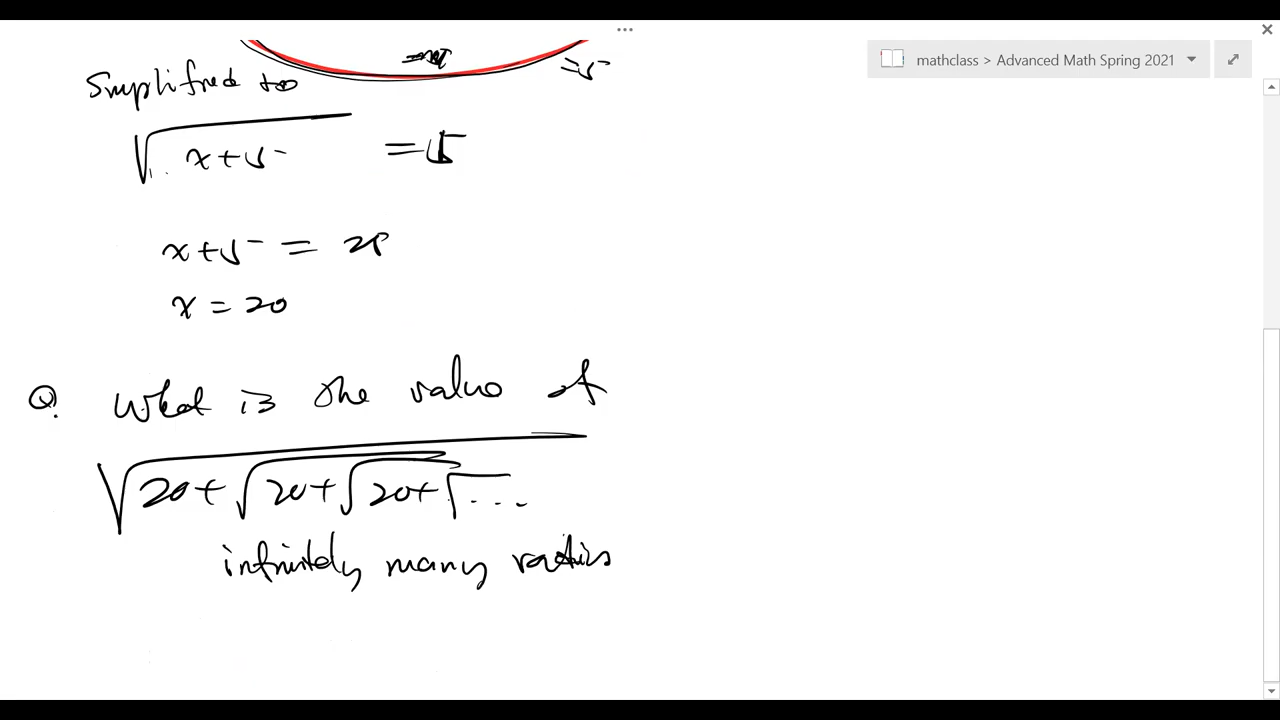 mathclass > Advanced Math Spring 2021
=5
Simplified to
√(x+5) = 5
x+5 = 25
x = 20
Q. What is the value of
√(20+√(20+√(20+√...
infinitely many